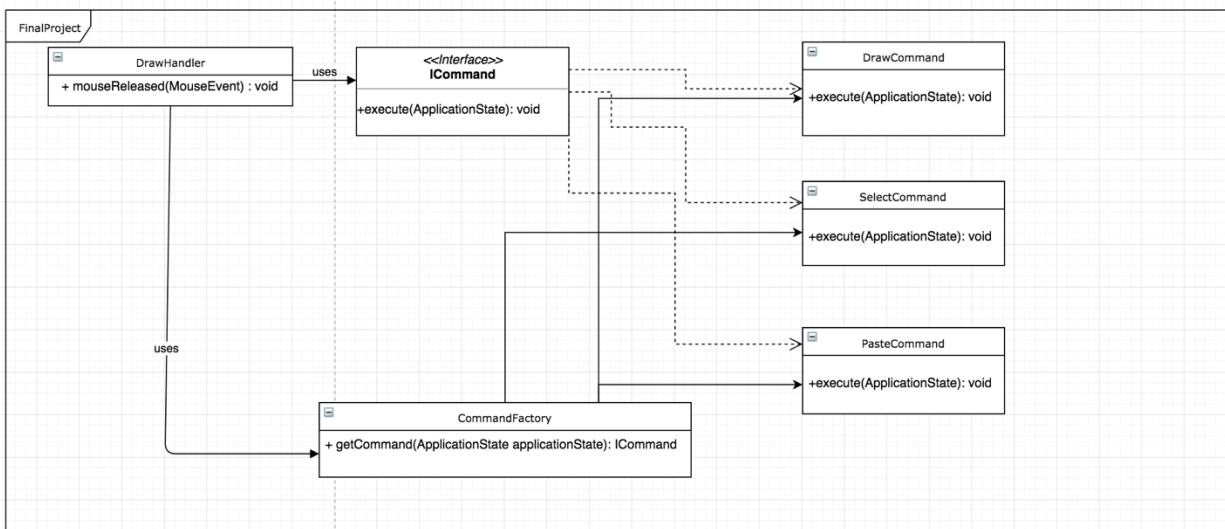 FinalProject
DrawHandler
+ mouseReleased(MouseEvent) : void
uses
<<Interface>>
ICommand
+execute(ApplicationState): void
DrawCommand
+execute(ApplicationState): void
SelectCommand
+execute(ApplicationState): void
uses
PasteCommand
+execute(ApplicationState): void
CommandFactory
+ getCommand(ApplicationState applicationState): ICommand